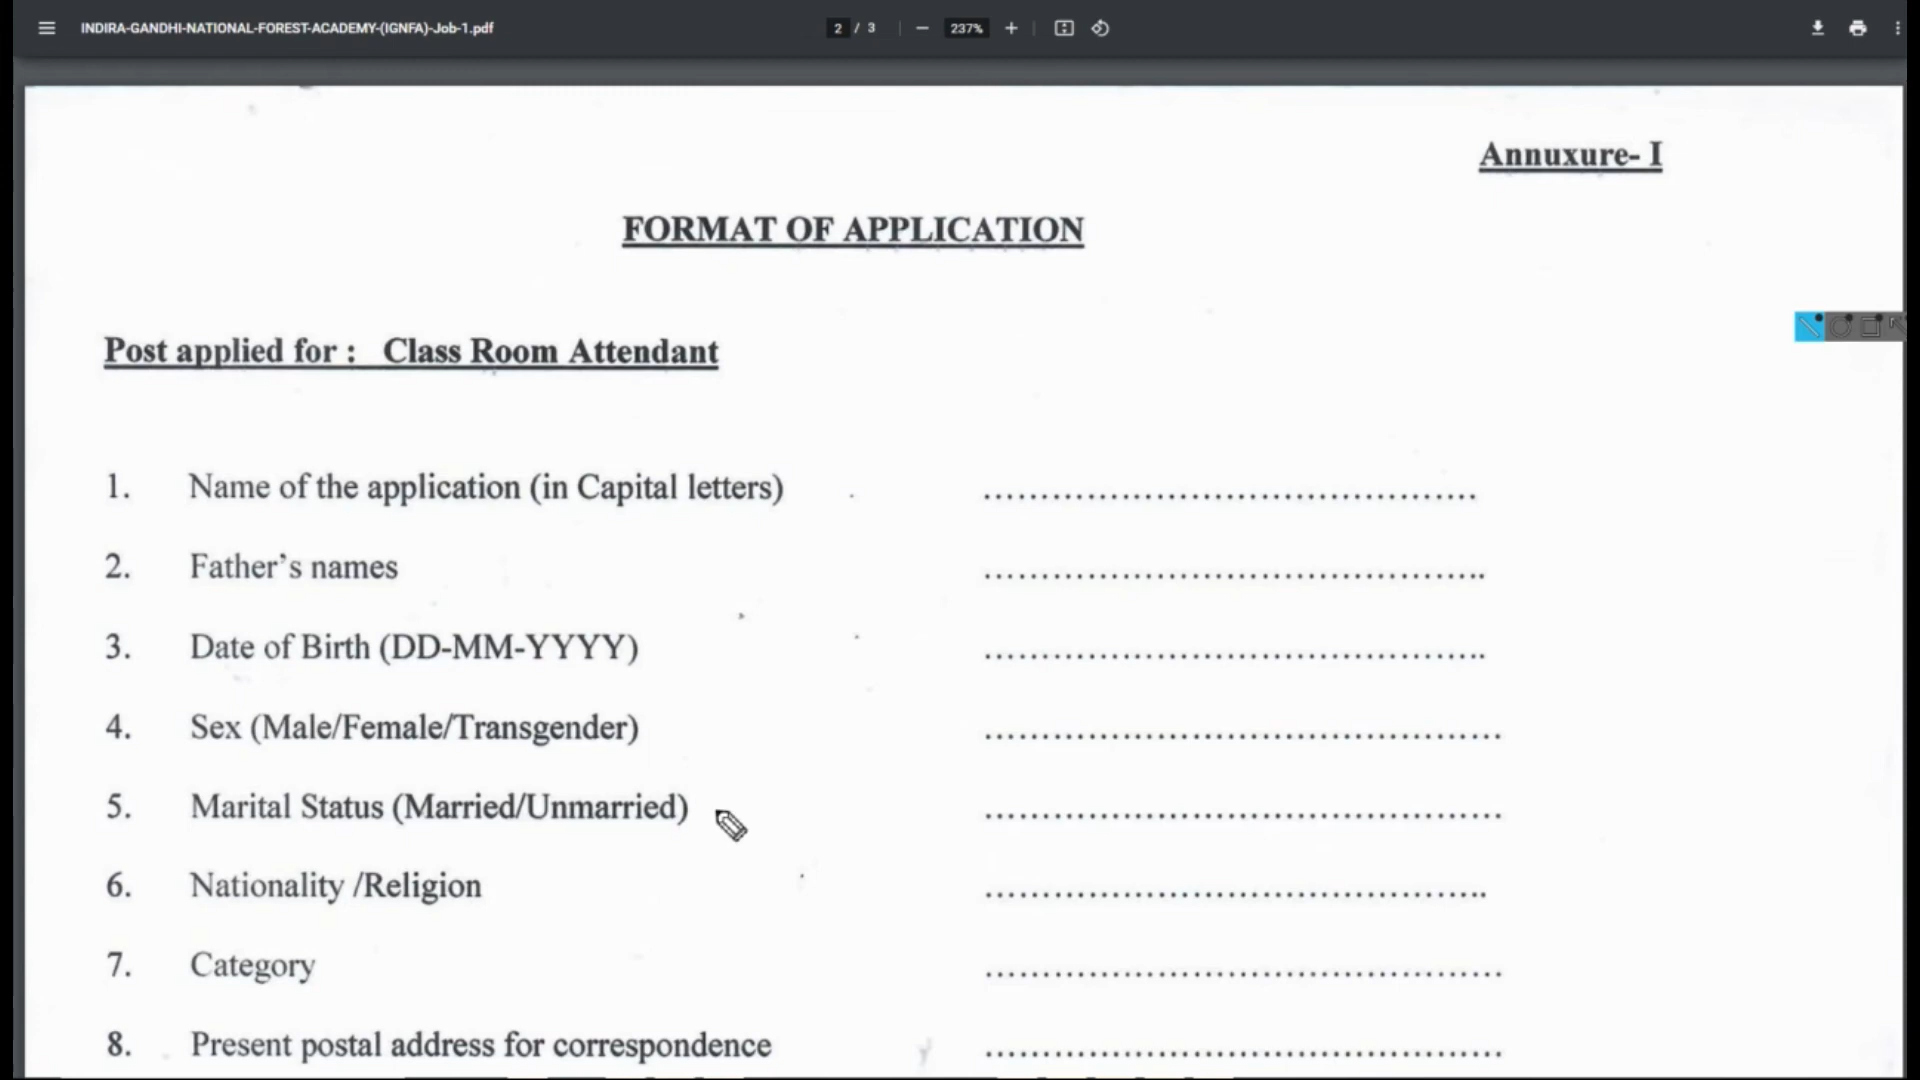 INDIRA-GANDHI-NATIONAL-FOREST-ACADEMY-(IGNFA)-Job-1.pdf 2 / 3 237%
Annuxure- I
FORMAT OF APPLICATION
Post applied for : Class Room Attendant
1. Name of the application (in Capital letters) ...........................................
2. Father's names ............................................
3. Date of Birth (DD-MM-YYYY) ............................................
4. Sex (Male/Female/Transgender) .............................................
5. Marital Status (Married/Unmarried) .............................................
6. Nationality /Religion ............................................
7. Category .............................................
8. Present postal address for correspondence .............................................